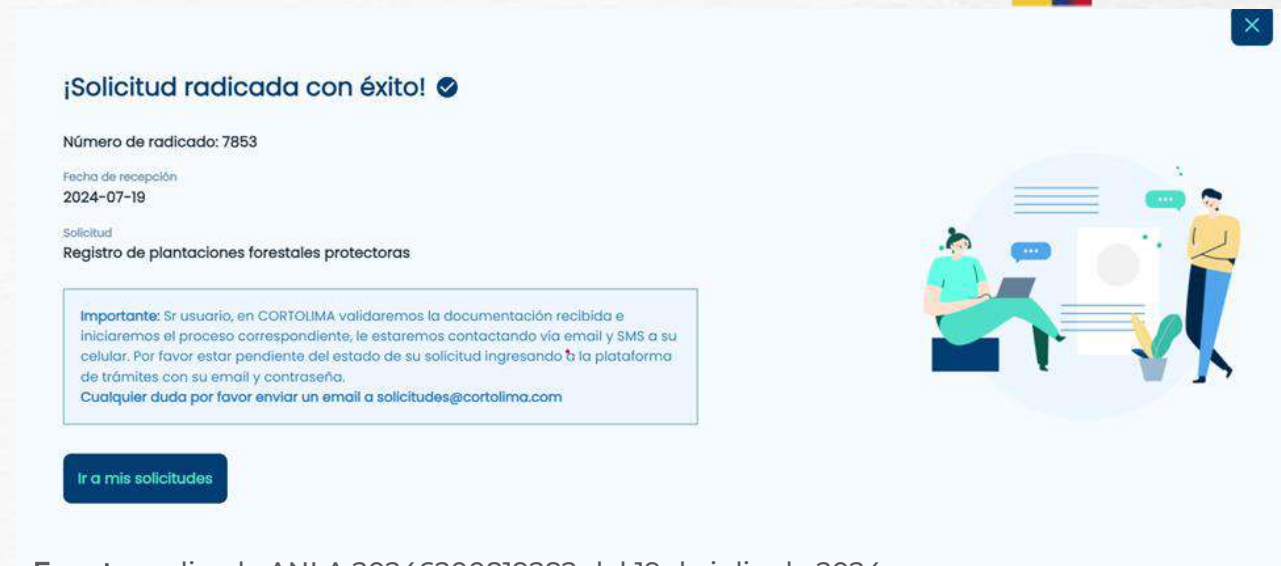 ¡Solicitud radicada con éxito!
Número de radicado: 7853
Fecha de recepción
2024-07-19
Solicitud
Registro de plantaciones forestales protectoras
Importante: Sr usuario, en CORTOLIMA validaremos la documentación recibida e
iniciaremos el proceso correspondiente, le estaremos contactando vía email y SMS a su
celular. Por favor estar pendiente del estado de su solicitud ingresando a la plataforma
de trámites con su email y contraseña.
Cualquier duda por favor enviar un email a solicitudes@cortolima.com
Ir a mis solicitudes